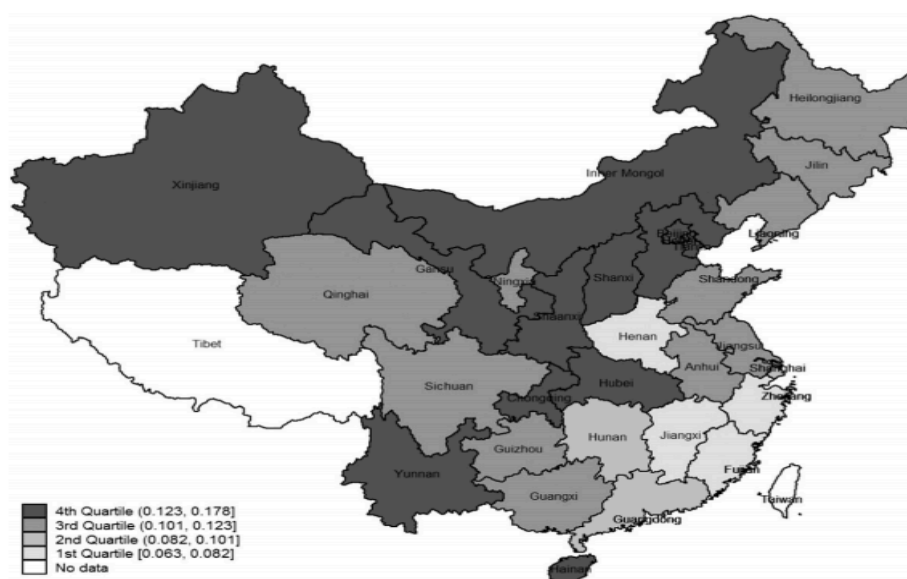 Heilongjiang
Jilin
Xinjiang
Inner Mongol
Liaoning
Beijing
Gansu
Ningxia
Shanxi
Shandong
Qinghai
Shaanxi
Henan
Jiangsu
Tibet
Anhui
Shanghai
Sichuan
Hubei
Chongqing
Zhejiang
Guizhou
Hunan
Jiangxi
Fujian
Yunnan
Guangxi
Taiwan
Guangdong
Hainan
4th Quartile (0.123, 0.178]
3rd Quartile (0.101, 0.123]
2nd Quartile (0.082, 0.101]
1st Quartile [0.063, 0.082]
No data